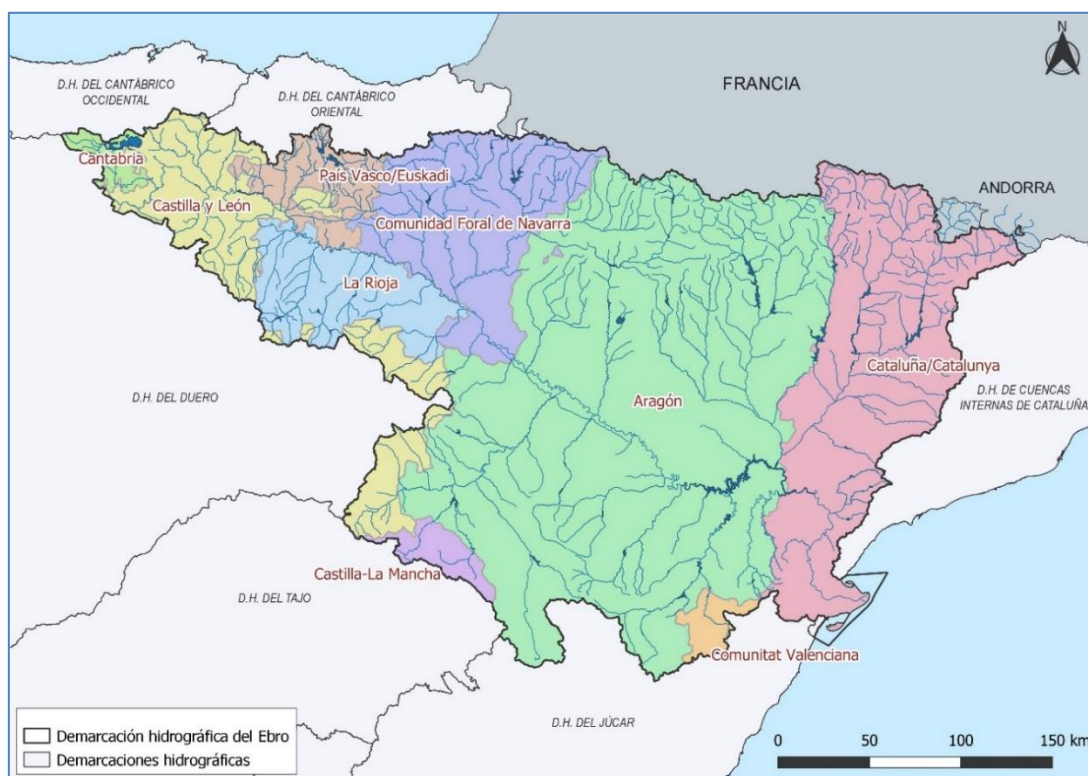 N
D.H. DEL CANTÁBRICO
OCCIDENTAL
D.H. DEL CANTÁBRICO
ORIENTAL
FRANCIA
Cantabria
País Vasco/Euskadi
ANDORRA
Castilla y León
Comunidad Foral de Navarra
La Rioja
Cataluña/Catalunya
D.H. DEL DUERO
Aragón
D.H. DE CUENCAS
INTERNAS DE CATALUÑA
Castilla-La Mancha
D.H. DEL TAJO
Comunitat Valenciana
D.H. DEL JÚCAR
Demarcación hidrográfica del Ebro
Demarcaciones hidrográficas
0 50 100 150 km